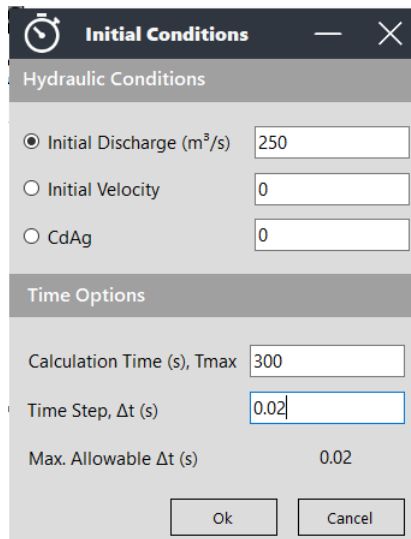 Initial Conditions
Hydraulic Conditions
Initial Discharge (m³/s) 250
Initial Velocity 0
CdAg 0
Time Options
Calculation Time (s), Tmax 300
Time Step, Δt (s) 0.02
Max. Allowable Δt (s) 0.02
Ok Cancel